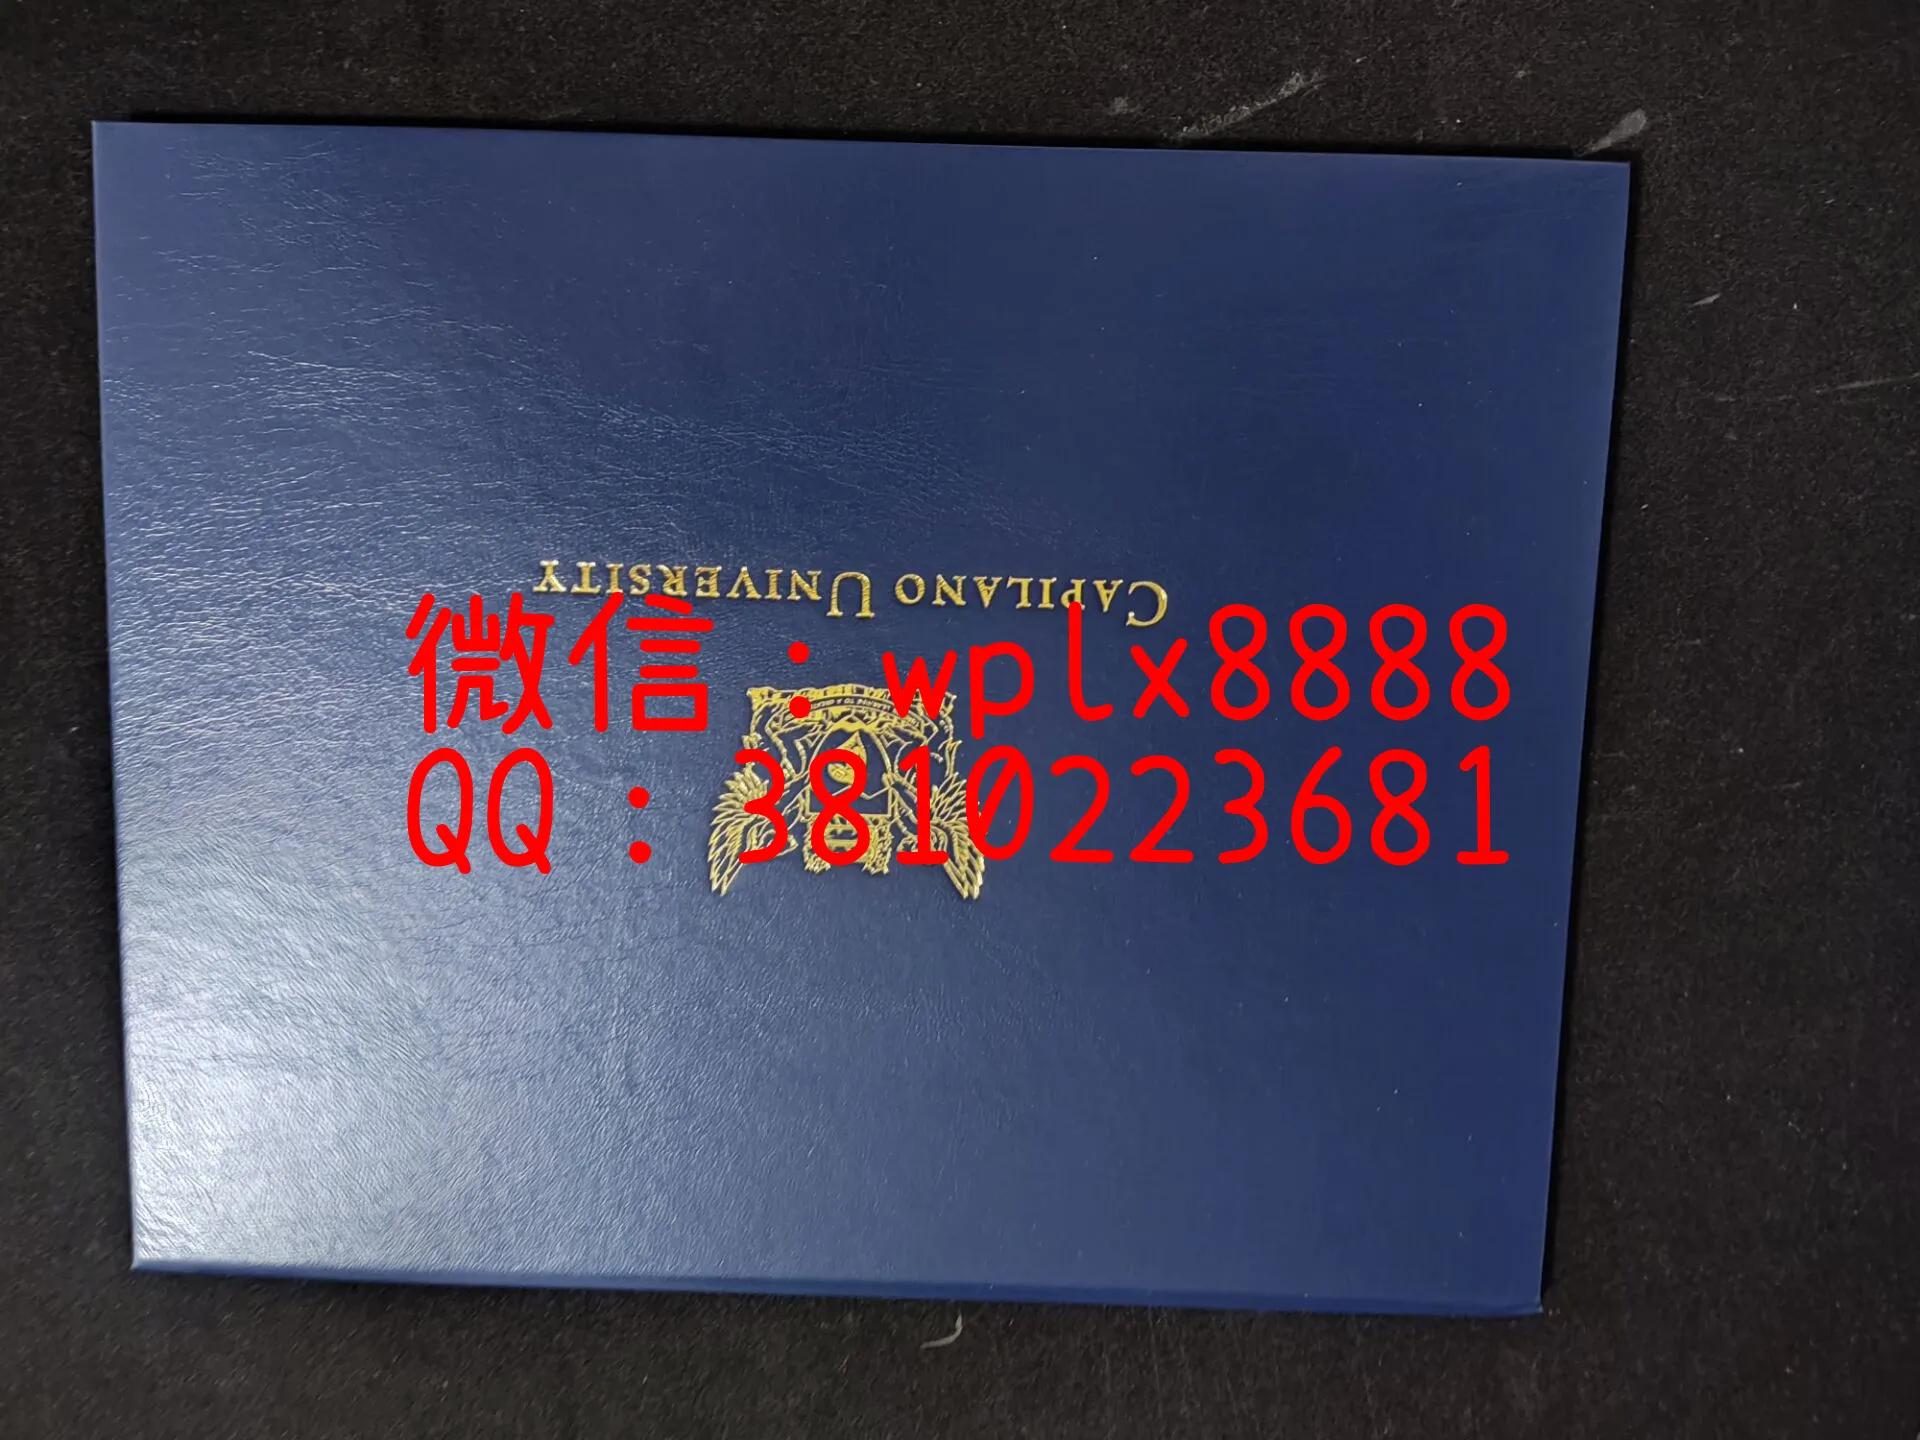 CAPILANO UNIVERSITY
微信：wplx8888
QQ：3810223681